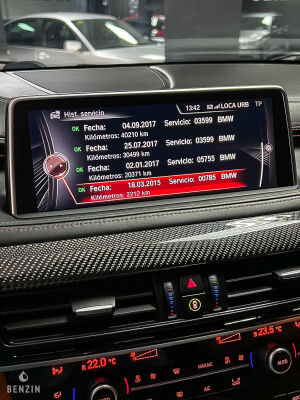 13:42 LOCA URB TP
Hist. servicio
OK Fecha: 04.09.2017 Servicio: 03599 BMW
Kilómetros: 40210 km
OK Fecha: 25.07.2017 Servicio: 03599 BMW
Kilómetros: 30499 km
OK Fecha: 02.01.2017 Servicio: 05755 BMW
Kilómetros: 20371 km
OK Fecha: 18.03.2015 Servicio: 00785 BMW
Kilómetros: 2212 km
22.0 °C
23.5 °C
A/C
AUTO
AUTO
BENZIN